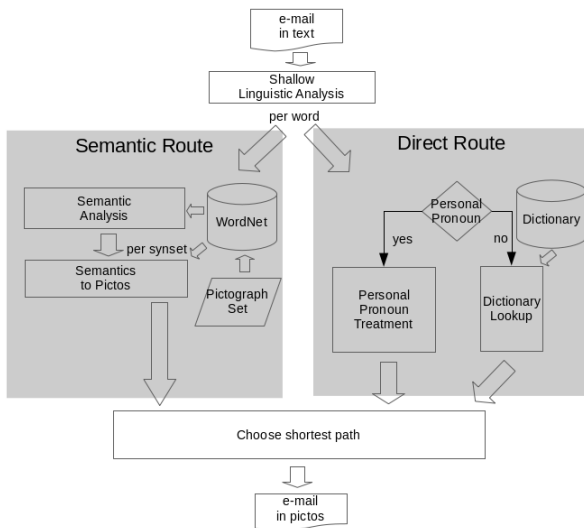 e-mail
in text
Shallow
Linguistic Analysis
per word
Semantic Route
Semantic
Analysis
WordNet
per synset
Semantics
to Pictos
Pictograph
Set
Direct Route
Personal
Pronoun
Dictionary
yes
no
Personal
Pronoun
Treatment
Dictionary
Lookup
Choose shortest path
e-mail
in pictos